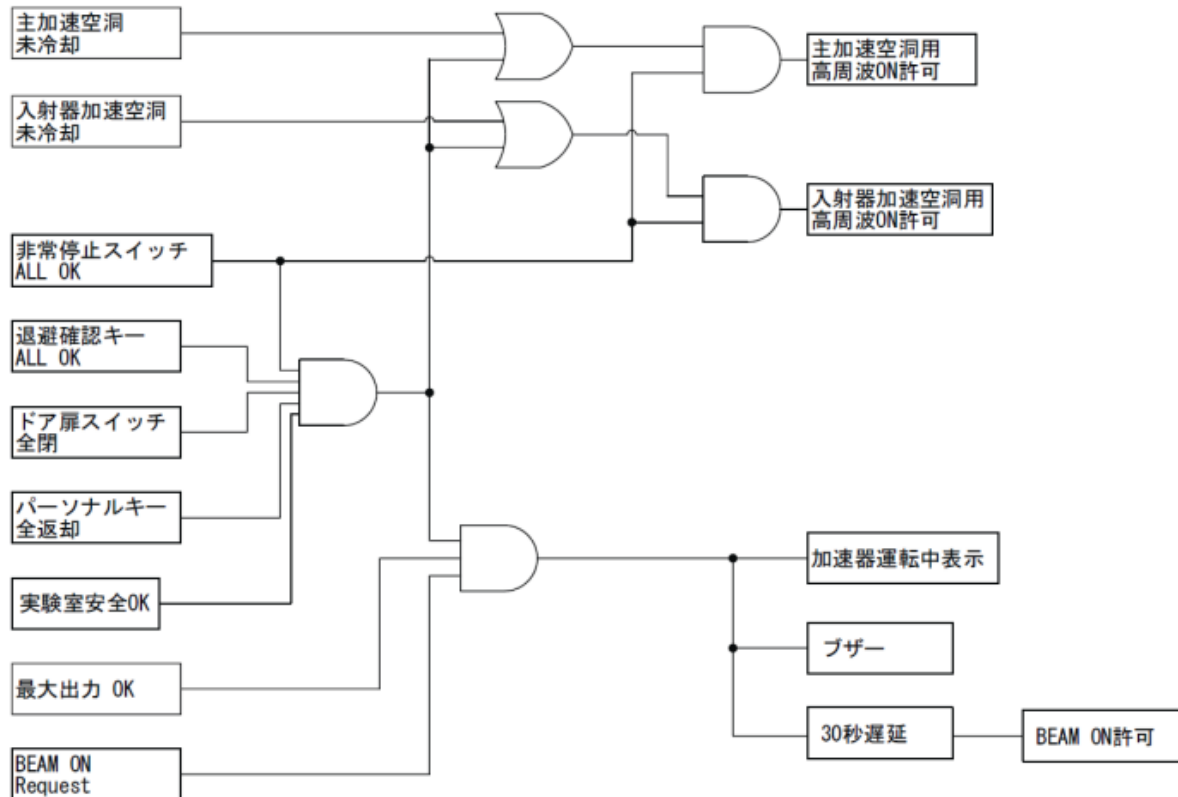 主加速空洞
未冷却
主加速空洞用
高周波ON許可
入射器加速空洞
未冷却
入射器加速空洞用
高周波ON許可
非常停止スイッチ
ALL OK
退避確認キー
ALL OK
ドア扉スイッチ
全閉
パーソナルキー
全返却
実験室安全OK
加速器運転中表示
ブザー
最大出力 OK
30秒遅延
BEAM ON許可
BEAM ON
Request